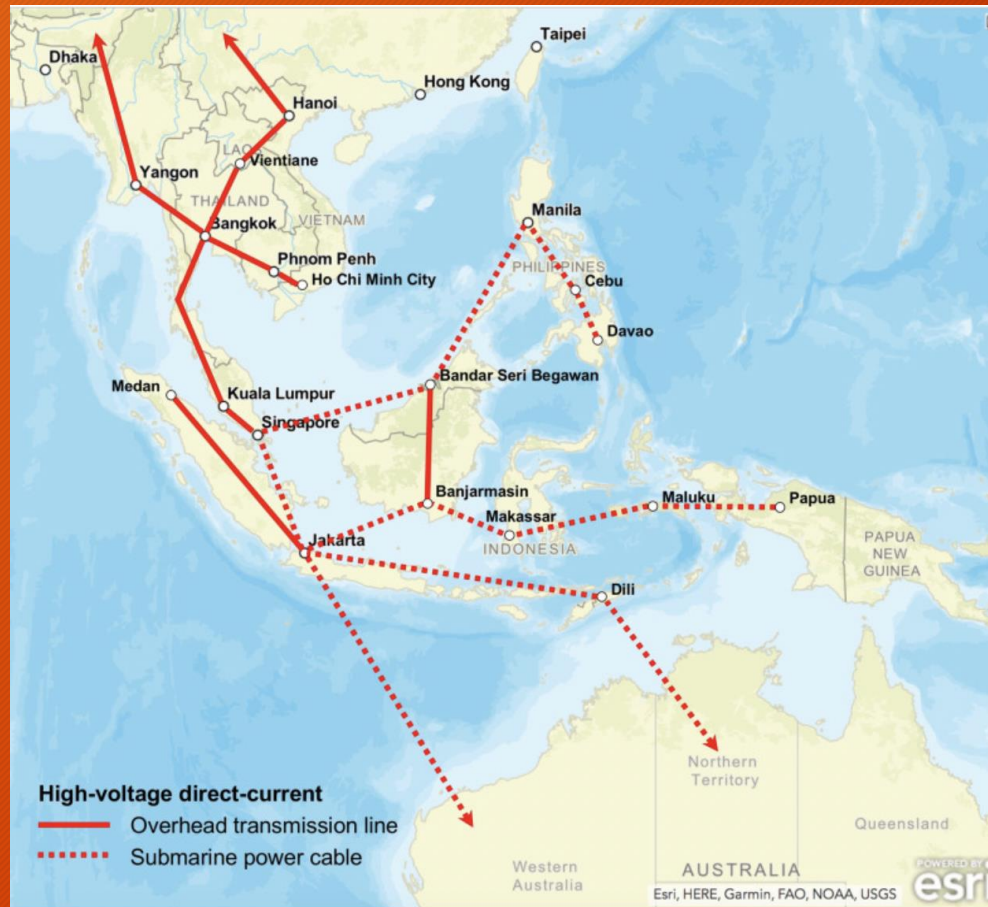 Taipei
Dhaka
Hong Kong
Hanoi
LAO
Vientiane
Yangon
THAILAND
Manila
VIETNAM
Bangkok
Phnom Penh
PHILIPPINES
Ho Chi Minh City
Cebu
Davao
Bandar Seri Begawan
Medan
Kuala Lumpur
Singapore
Banjarmasin
Maluku
Papua
Makassar
Jakarta
INDONESIA
PAPUA
NEW
GUINEA
Dili
Northern
Territory
High-voltage direct-current
Overhead transmission line
Submarine power cable
Queensland
Western
Australia
AUSTRALIA
POWERED BY
esri
Esri, HERE, Garmin, FAO, NOAA, USGS